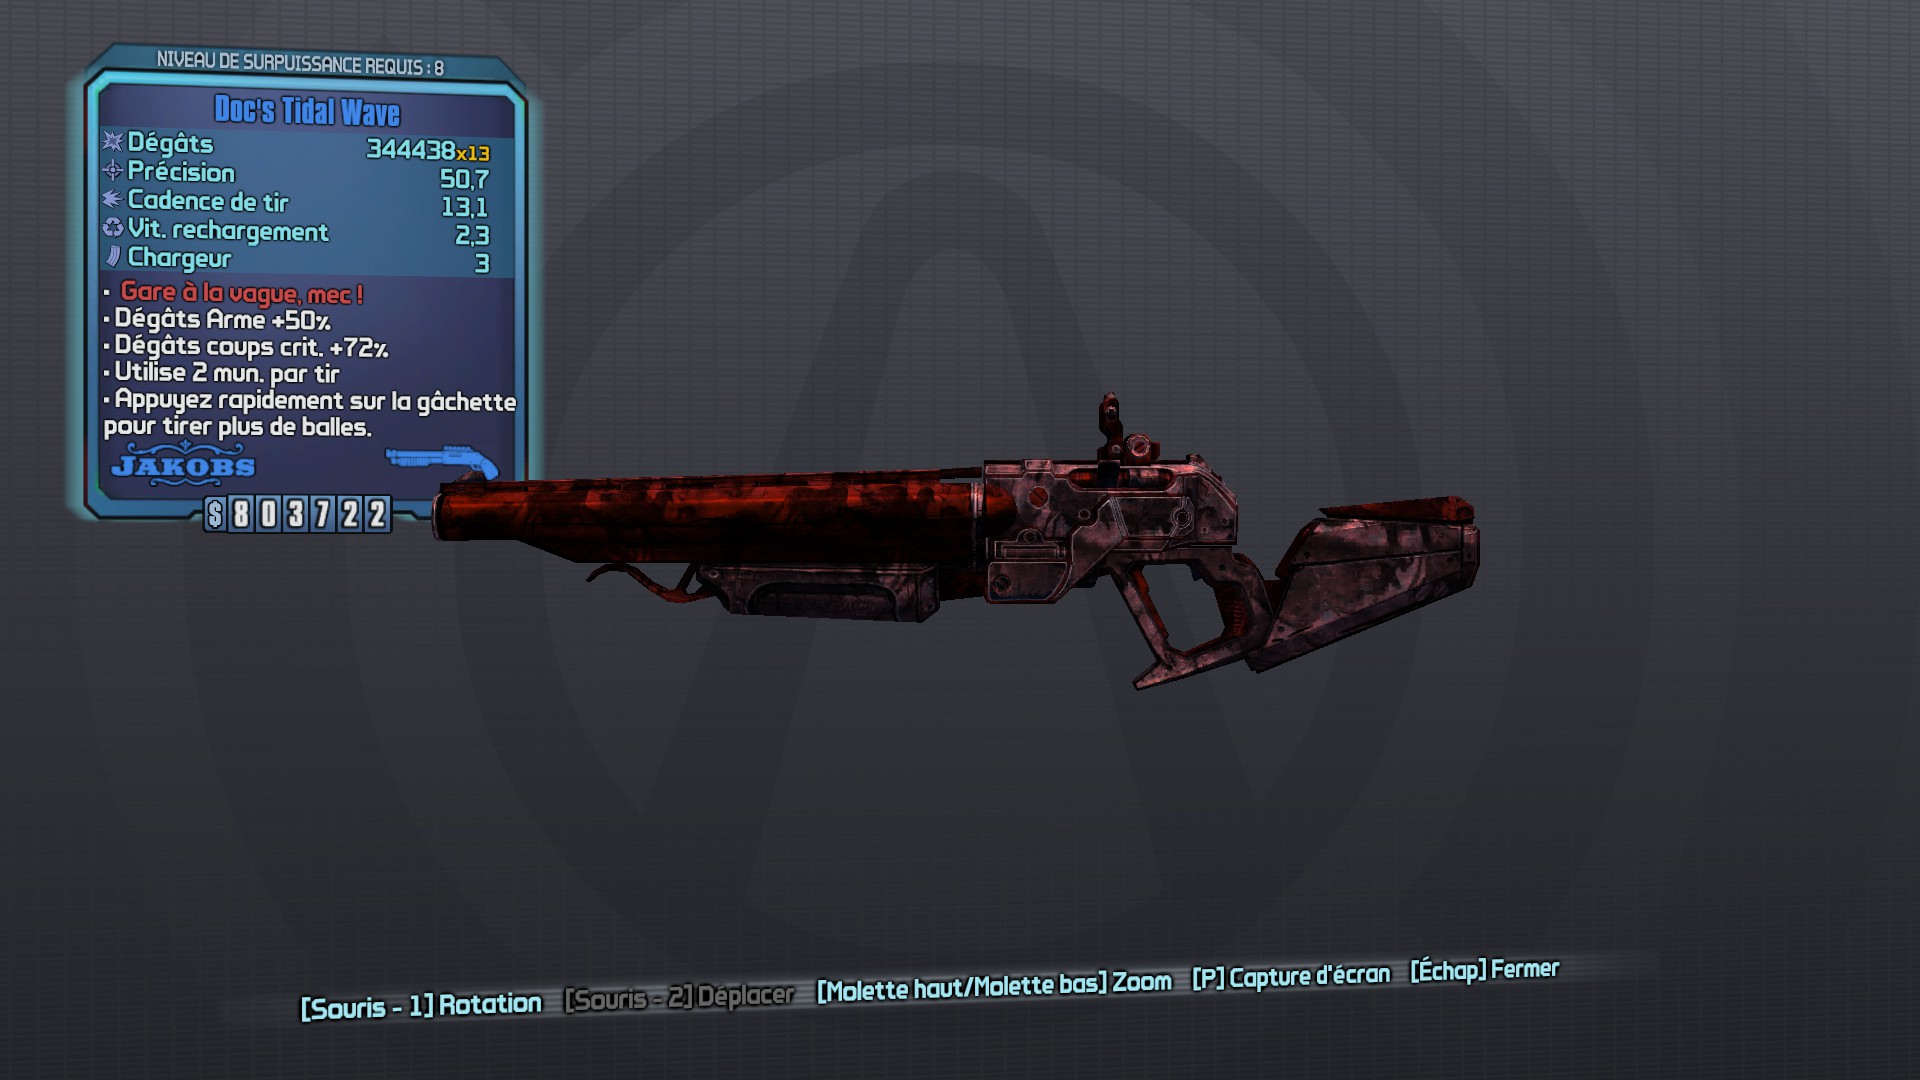 NIVEAU DE SURPUISSANCE REQUIS : 8
Doc's Tidal Wave
Dégâts 344438x13
Précision 50,7
Cadence de tir 13,1
Vit. rechargement 2,3
Chargeur 3
• Gare à la vague, mec !
• Dégâts Arme +50%
• Dégâts coups crit. +72%
• Utilise 2 mun. par tir
• Appuyez rapidement sur la gâchette
pour tirer plus de balles.
JAKOBS
$803722
[Souris - 1] Rotation [Souris - 2] Déplacer [Molette haut/Molette bas] Zoom [P] Capture d'écran [Échap] Fermer